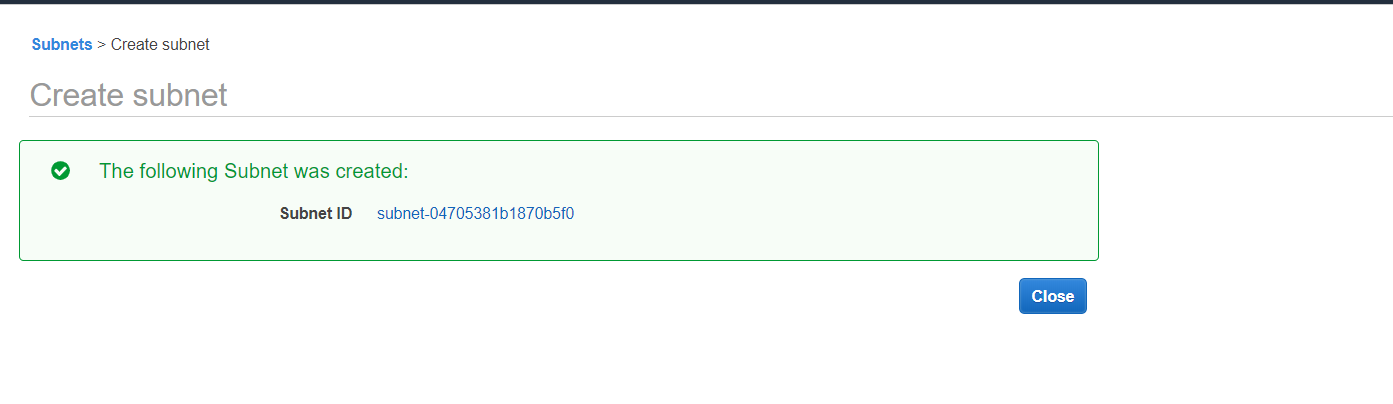 Subnets > Create subnet
Create subnet
The following Subnet was created:
Subnet ID subnet-04705381b1870b5f0
Close